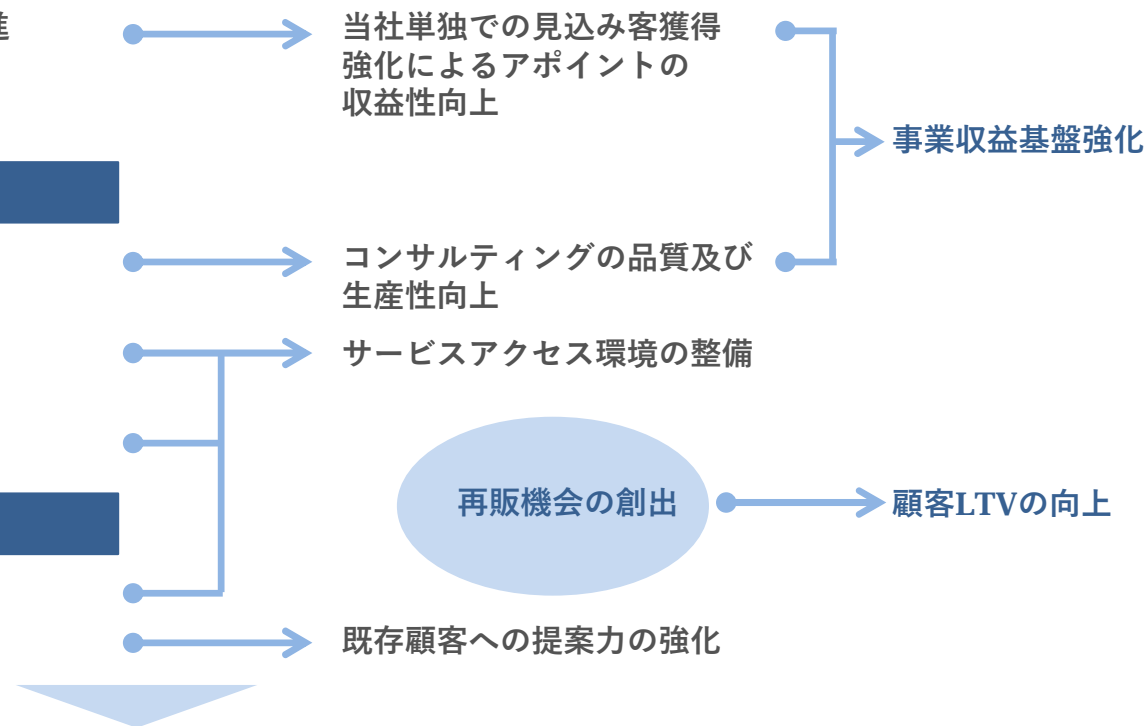 進
当社単独での見込み客獲得
強化によるアポイントの
収益性向上
事業収益基盤強化
コンサルティングの品質及び
生産性向上
サービスアクセス環境の整備
再販機会の創出
顧客LTVの向上
既存顧客への提案力の強化